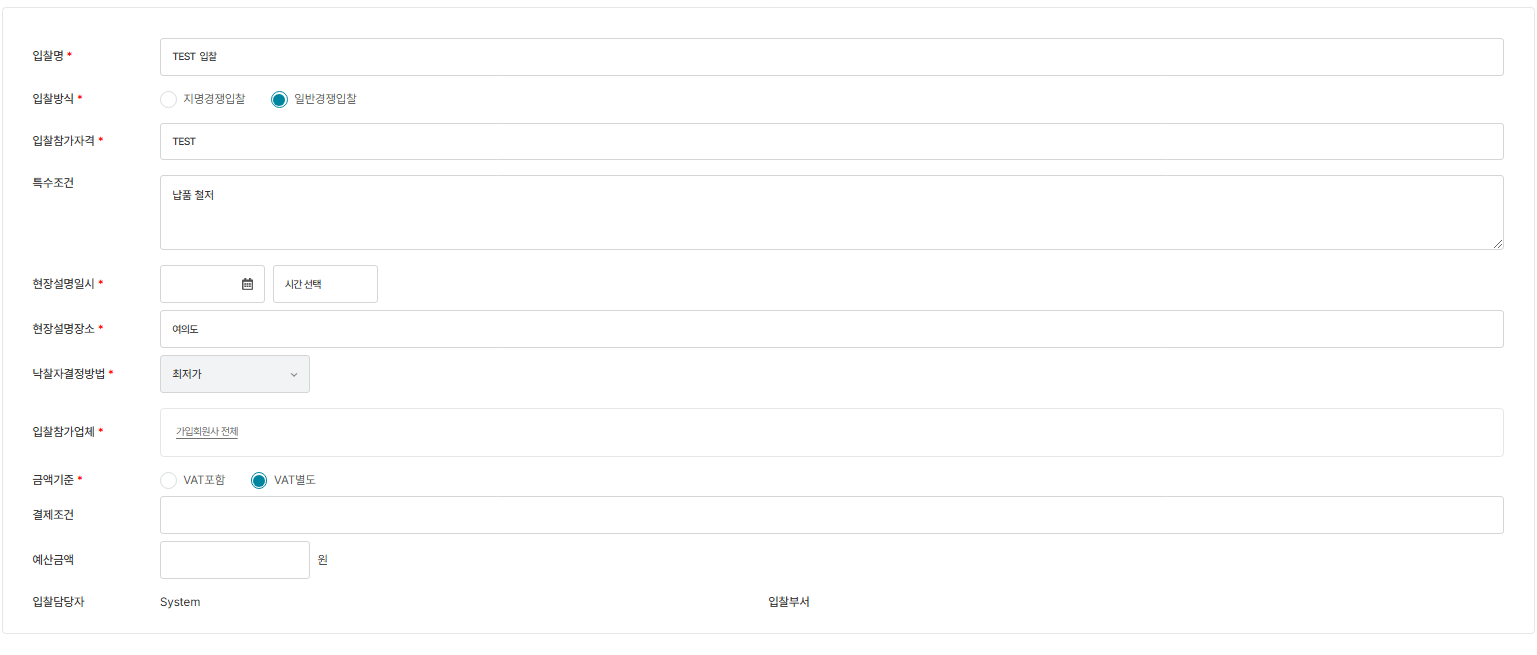 입찰명 * TEST 입찰
입찰방식 * 지명경쟁입찰 일반경쟁입찰
입찰참가자격 * TEST
특수조건 납품 철저
현장설명일시 * 시간 선택
현장설명장소 * 여의도
낙찰자결정방법 * 최저가
입찰참가업체 * 가입회원사 전체
금액기준 * VAT포함 VAT별도
결제조건
예산금액 원
입찰담당자 System 입찰부서